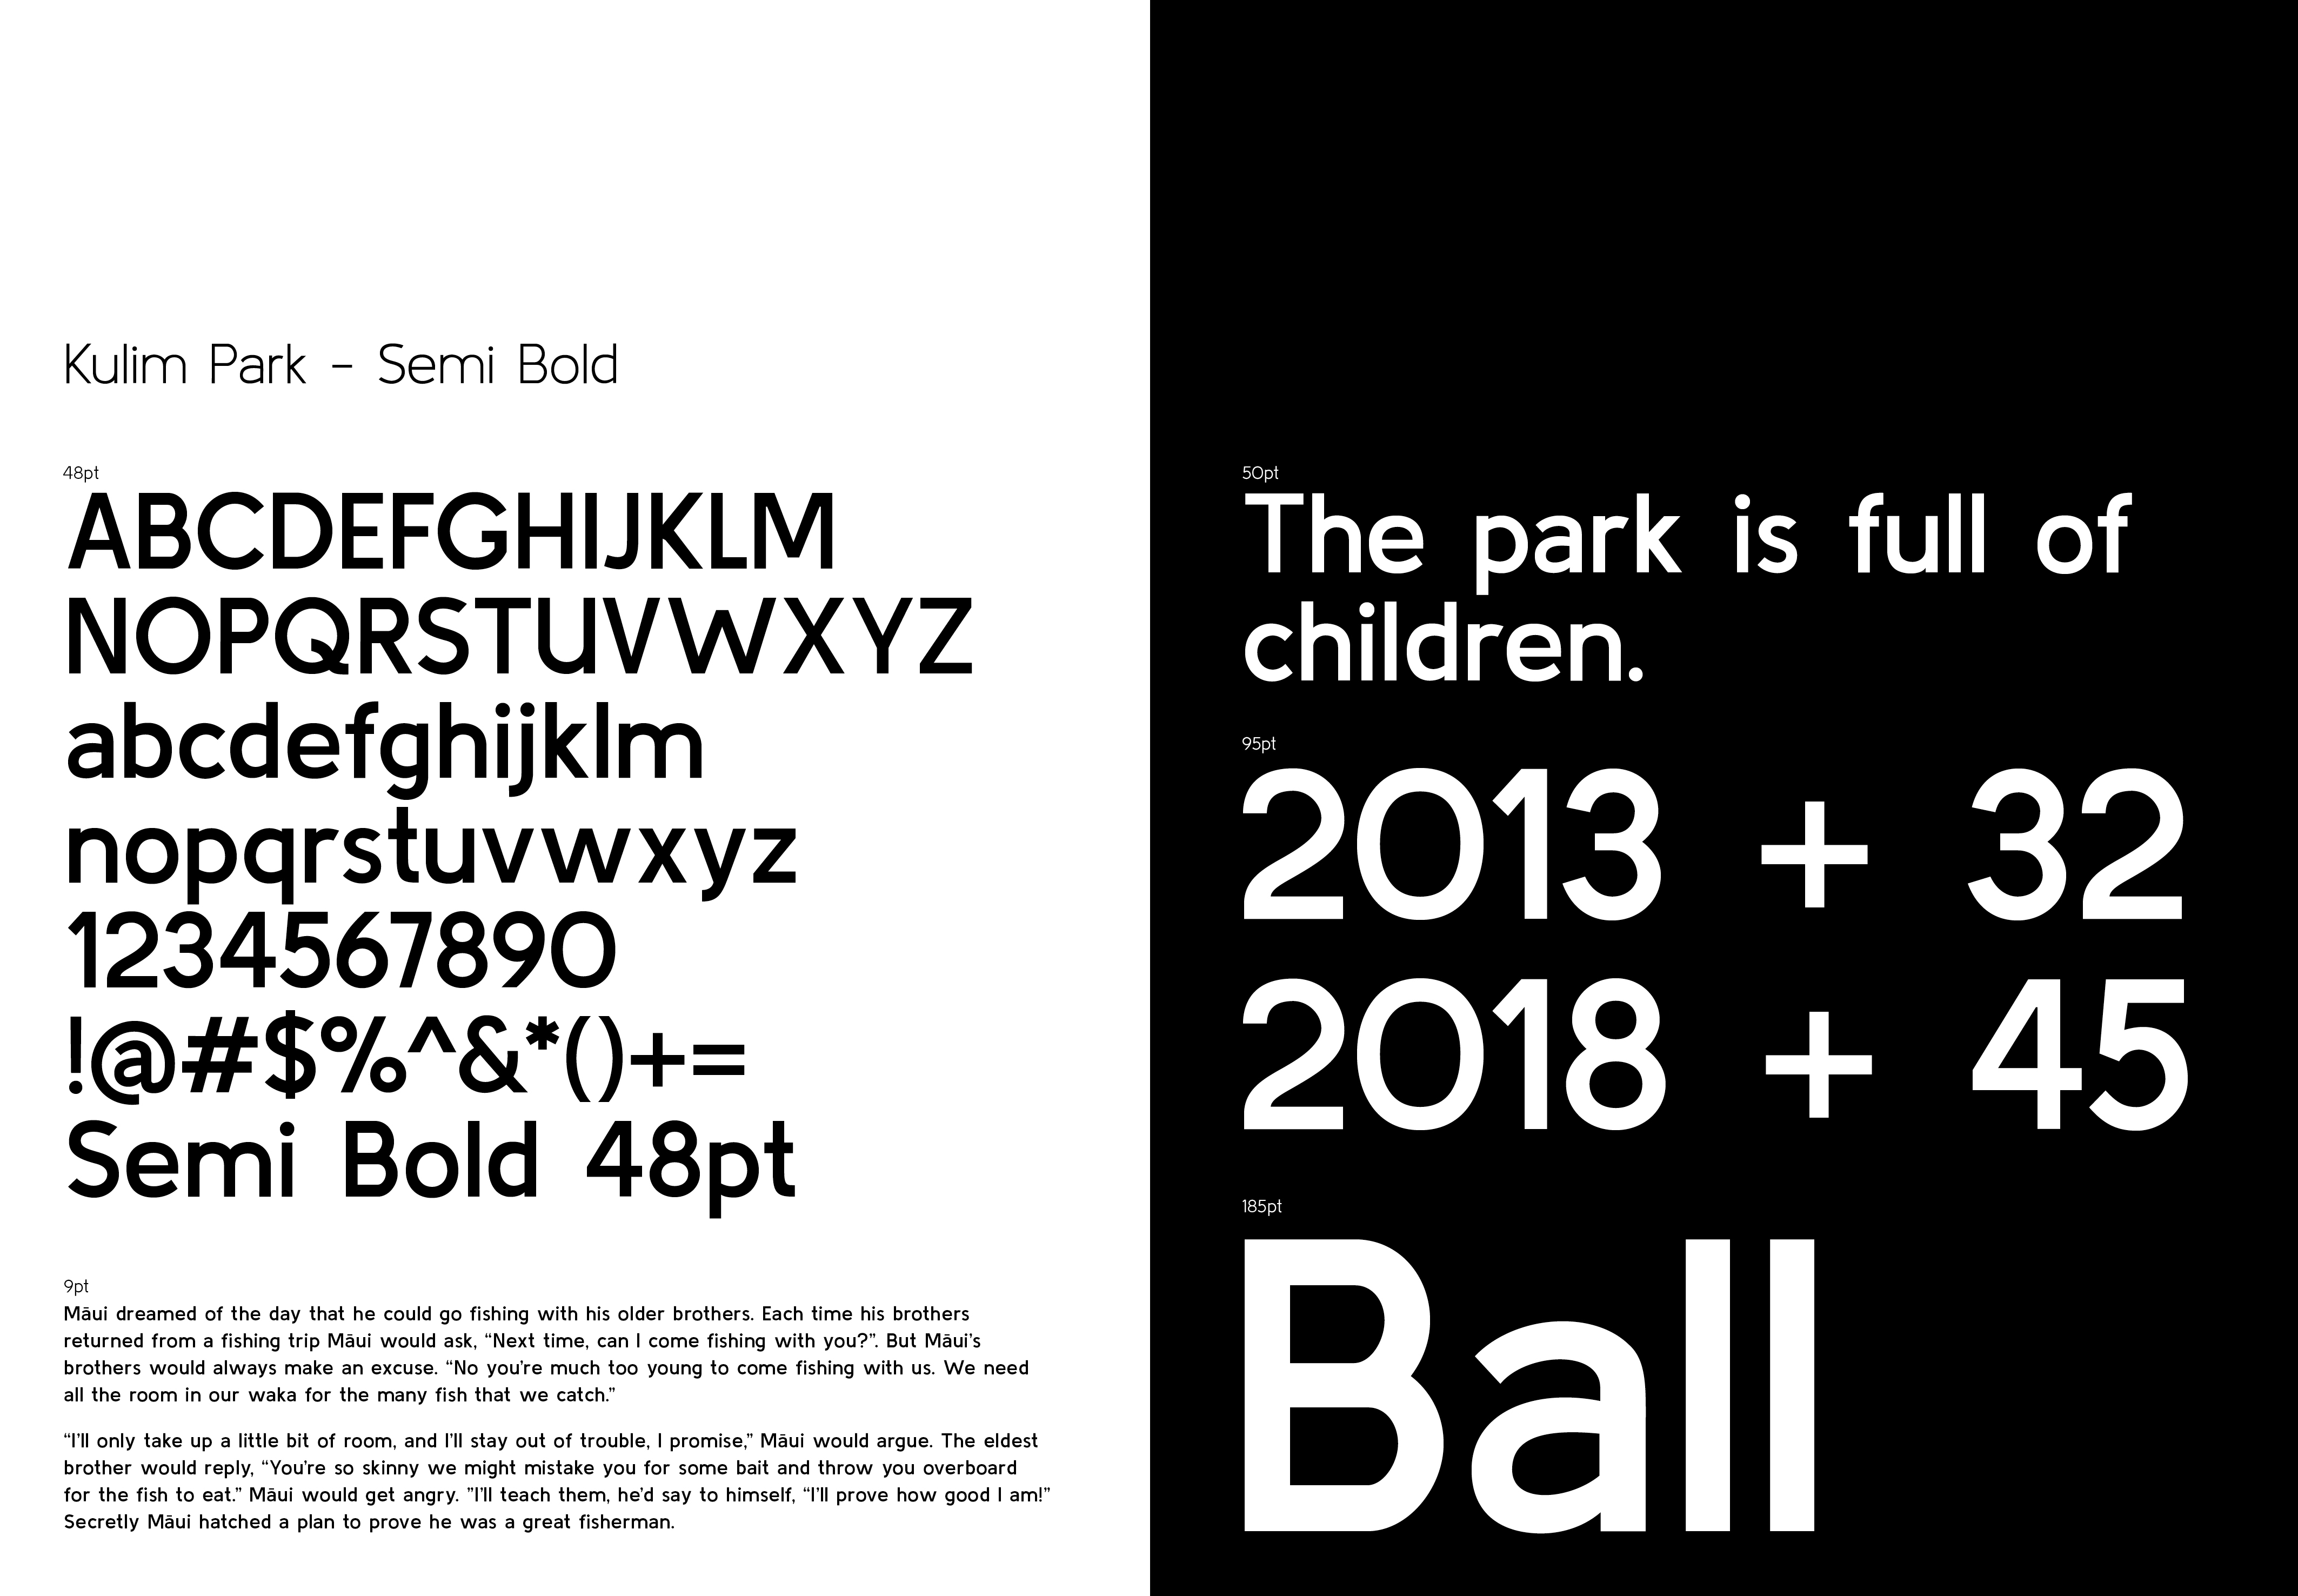 Kulim Park - Semi Bold
48pt
ABCDEFGHIJKLM
NOPQRSTUVWXYZ
abcdefghijklm
nopqrstuvwxyz
1234567890
!@#$%^&*()+=
Semi Bold 48pt
9pt
Māui dreamed of the day that he could go fishing with his older brothers. Each time his brothers
returned from a fishing trip Māui would ask, “Next time, can I come fishing with you?”. But Māui’s
brothers would always make an excuse. “No you’re much too young to come fishing with us. We need
all the room in our waka for the many fish that we catch.”
“I’ll only take up a little bit of room, and I’ll stay out of trouble, I promise,” Māui would argue. The eldest
brother would reply, “You’re so skinny we might mistake you for some bait and throw you overboard
for the fish to eat.” Māui would get angry. ”I’ll teach them, he’d say to himself, “I’ll prove how good I am!”
Secretly Māui hatched a plan to prove he was a great fisherman.
50pt
The park is full of
children.
95pt
2013 + 32
2018 + 45
185pt
Ball